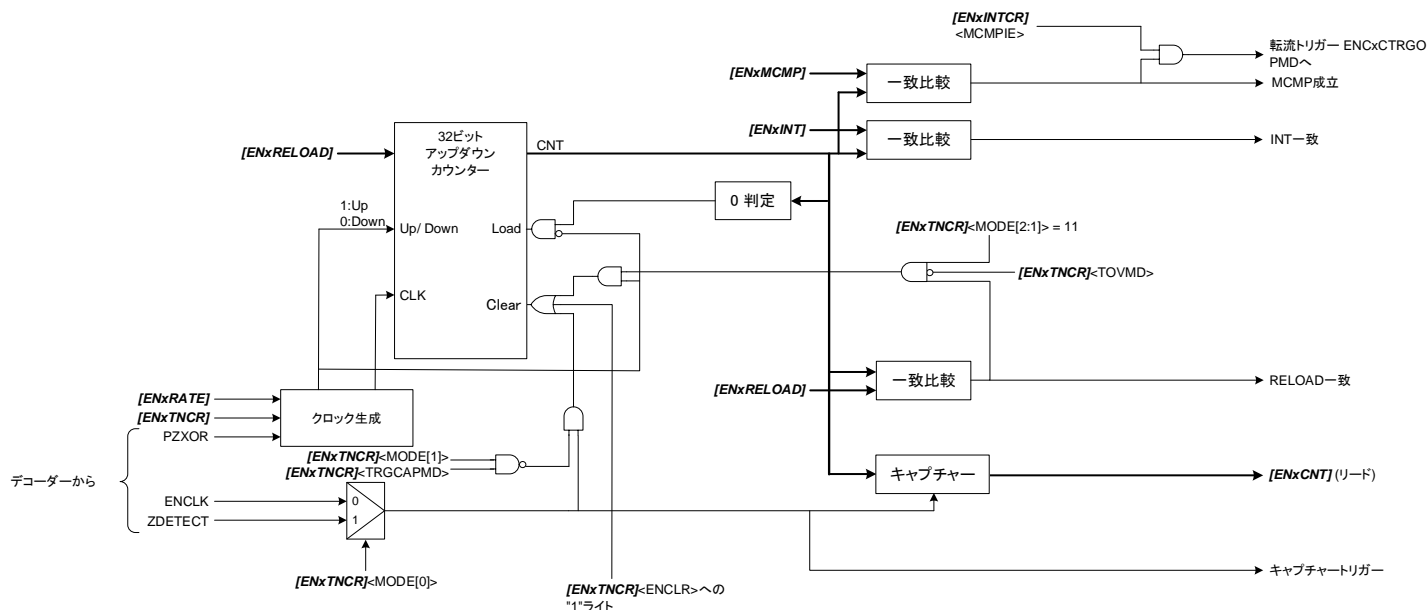 [ENxINTCR]
<MCMPIE>
転流トリガー ENCxCTRGO
PMDへ
[ENxMCMP]
一致比較
MCMP成立
[ENxINT]
一致比較
INT一致
32ビット
アップダウン
カウンター
CNT
[ENxRELOAD]
0 判定
1:Up
0:Down
Up/ Down
Load
[ENxTNCR]<MODE[2:1]> = 11
[ENxTNCR]<TOVMD>
CLK
Clear
[ENxRELOAD]
一致比較
RELOAD一致
[ENxRATE]
[ENxTNCR]
PZXOR
クロック生成
[ENxTNCR]<MODE[1]>
[ENxTNCR]<TRGCAPMD>
デコーダーから
ENCLK
ZDETECT
0
1
キャプチャー
[ENxCNT] (リード)
[ENxTNCR]<MODE[0]>
[ENxTNCR]<ENCLR>への
"1"ライト
キャプチャートリガー